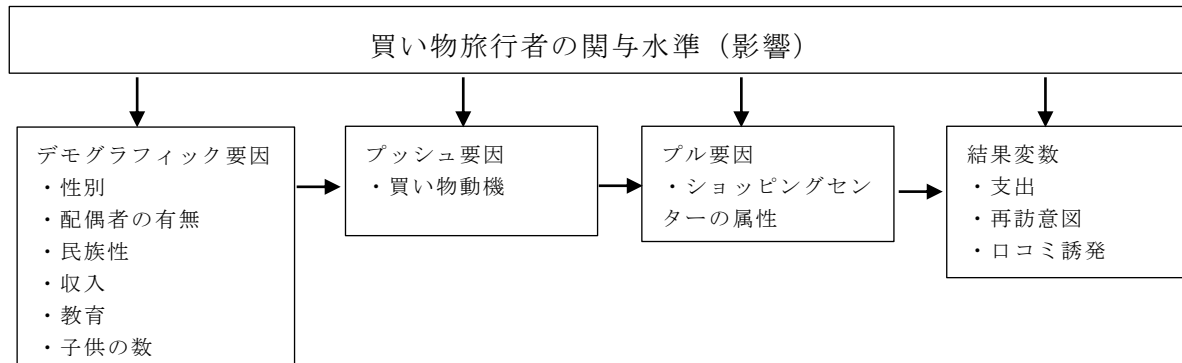 買い物旅行者の関与水準（影響）
デモグラフィック要因
・性別
・配偶者の有無
・民族性
・収入
・教育
・子供の数
プッシュ要因
・買い物動機
プル要因
・ショッピングセン
ターの属性
結果変数
・支出
・再訪意図
・口コミ誘発